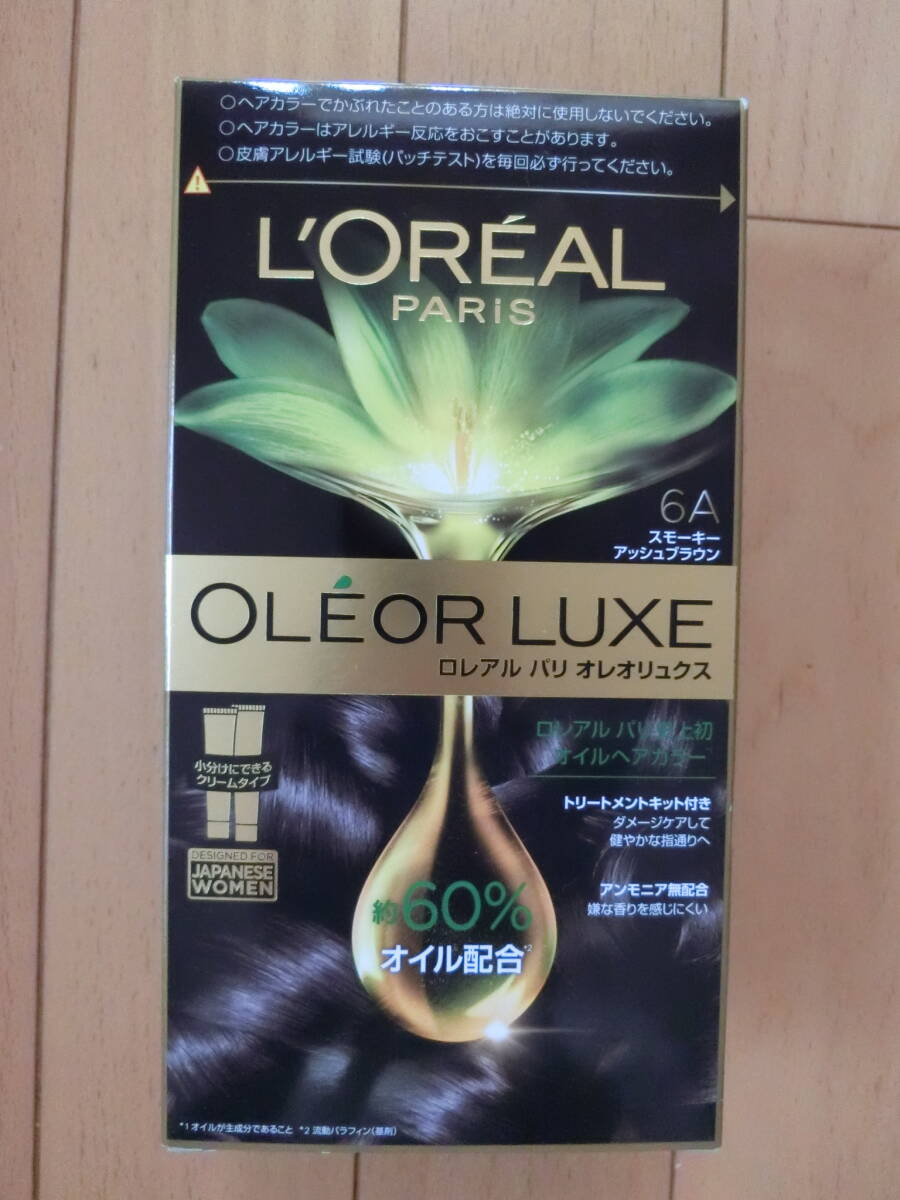 ○ヘアカラーでかぶれたことのある方は絶対に使用しないでください。
○ヘアカラーはアレルギー反応をおこすことがあります。
○皮膚アレルギー試験(パッチテスト)を毎回必ず行ってください。
L'ORÉAL
PARiS
6A
スモーキー
アッシュブラウン
OLÉOR LUXE
ロレアル パリ オレオリュクス
ロレアル パリ史上初
オイルヘアカラー
小分けにできる
クリームタイプ
トリートメントキット付き
ダメージケアして
健やかな指通りへ
DESIGNED FOR
JAPANESE
WOMEN
アンモニア無配合
嫌な香りを感じにくい
約60%
オイル配合*2
*1 オイルが主成分であること *2 流動パラフィン(基剤)